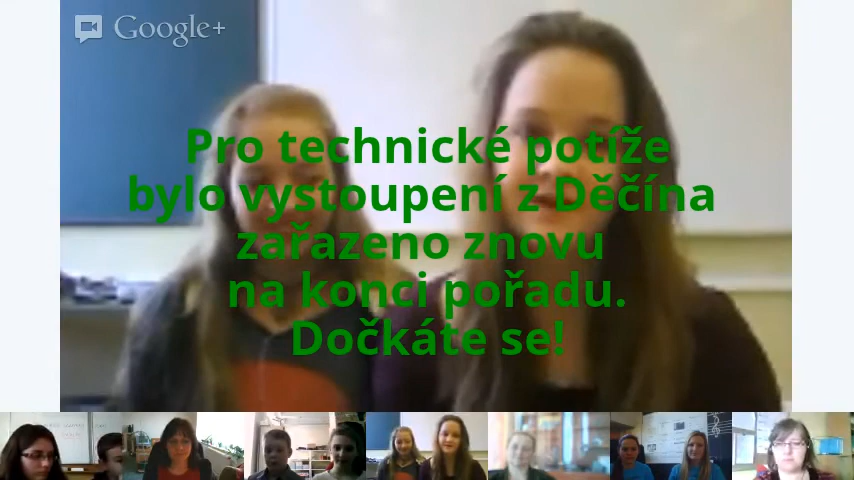 Google+
Pro technické potíže
bylo vystoupení z Děčína
zařazeno znovu
na konci pořadu.
Dočkáte se!